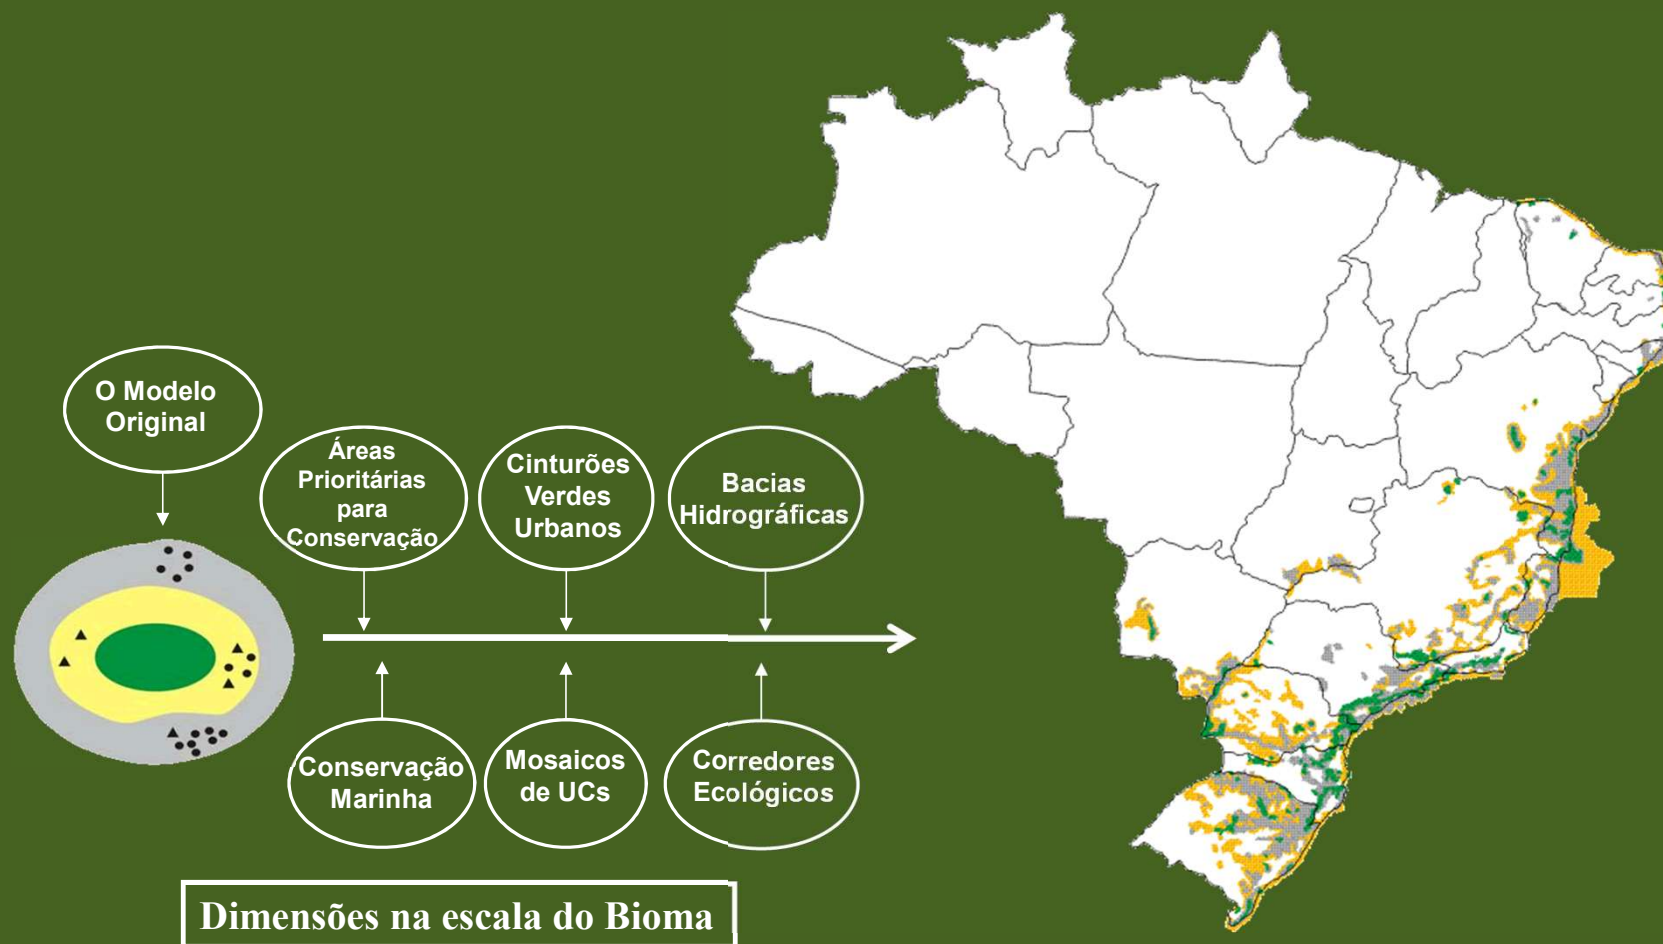 O Modelo
Original
Áreas
Prioritárias
para
Conservação
Cinturões
Verdes
Urbanos
Bacias
Hidrográficas
Conservação
Marinha
Mosaicos
de UCs
Corredores
Ecológicos
Dimensões na escala do Bioma